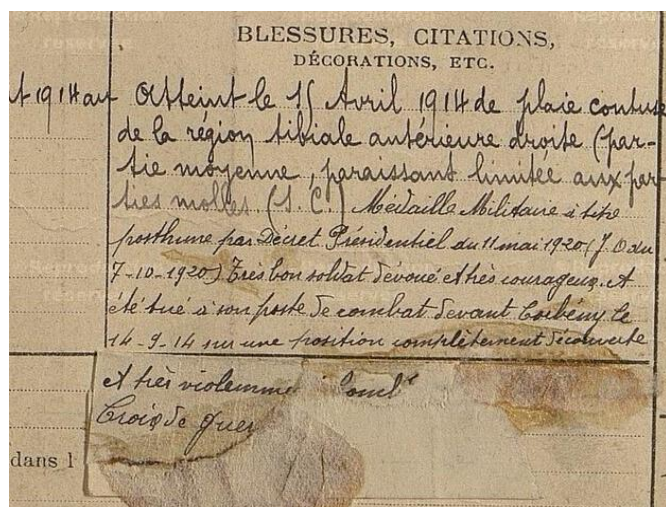 BLESSURES, CITATIONS,
DÉCORATIONS, ETC.
Atteint le 15 Avril 1914 de plaie contuse
de la région tibiale antérieure droite (par-
tie moyenne, paraissant limitée aux par-
ties molles (S. C.) Médaille Militaire à titre
posthume par Décret Présidentiel du 11 mai 1920 (J. O du
7-10-1920) Très bon soldat dévoué et très courageux. A
été tué à son poste de combat devant Corbény le
14-9-14 sur une position complètement découverte
et très violemme
Croix de guer
dans l